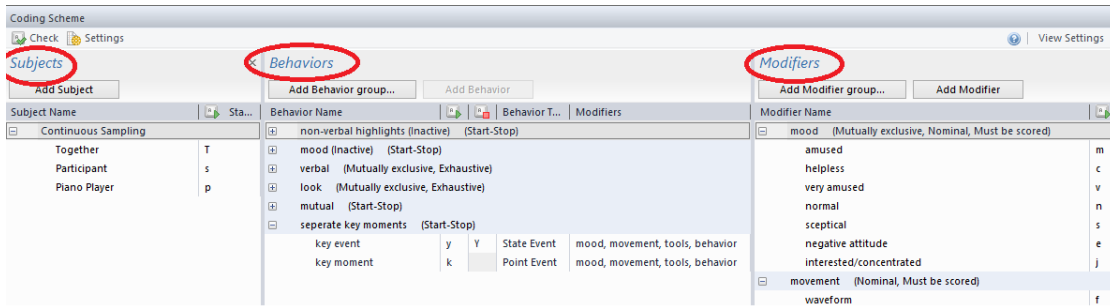 Coding Scheme
Check Settings View Settings
Subjects « Behaviors Modifiers
Add Subject Add Behavior group... Add Behavior Add Modifier group... Add Modifier
Subject Name Sta... Behavior Name Behavior T... Modifiers Modifier Name
Continuous Sampling non-verbal highlights (Inactive) (Start-Stop) mood (Mutually exclusive, Nominal, Must be scored)
Together T mood (Inactive) (Start-Stop) amused m
Participant s verbal (Mutually exclusive, Exhaustive) helpless c
Piano Player p look (Mutually exclusive, Exhaustive) very amused v
mutual (Start-Stop) normal n
seperate key moments (Start-Stop) sceptical s
key event y Y State Event mood, movement, tools, behavior negative attitude e
key moment k Point Event mood, movement, tools, behavior interested/concentrated j
movement (Nominal, Must be scored)
waveform f